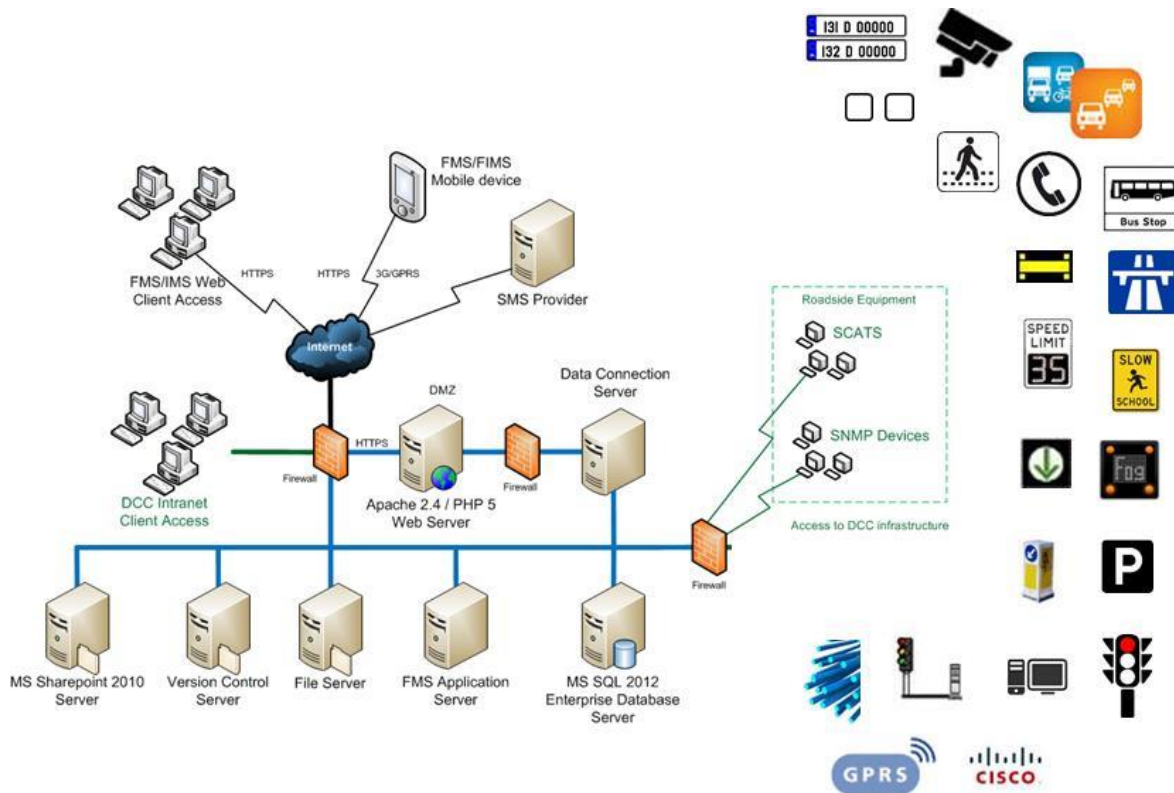 131 D 00000
132 D 00000
FMS/FIMS
Mobile device
HTTPS
HTTPS
3G/GPRS
FMS/IMS Web
Client Access
SMS Provider
Internet
Bus Stop
Roadside Equipment
SCATS
SPEED
LIMIT
35
SLOW
SCHOOL
DMZ
Data Connection
Server
HTTPS
SNMP Devices
Fog
Firewall
Firewall
DCC Intranet
Client Access
Apache 2.4 / PHP 5
Web Server
Access to DCC infrastructure
Firewall
P
MS Sharepoint 2010
Server
Version Control
Server
File Server
FMS Application
Server
MS SQL 2012
Enterprise Database
Server
GPRS
CISCO